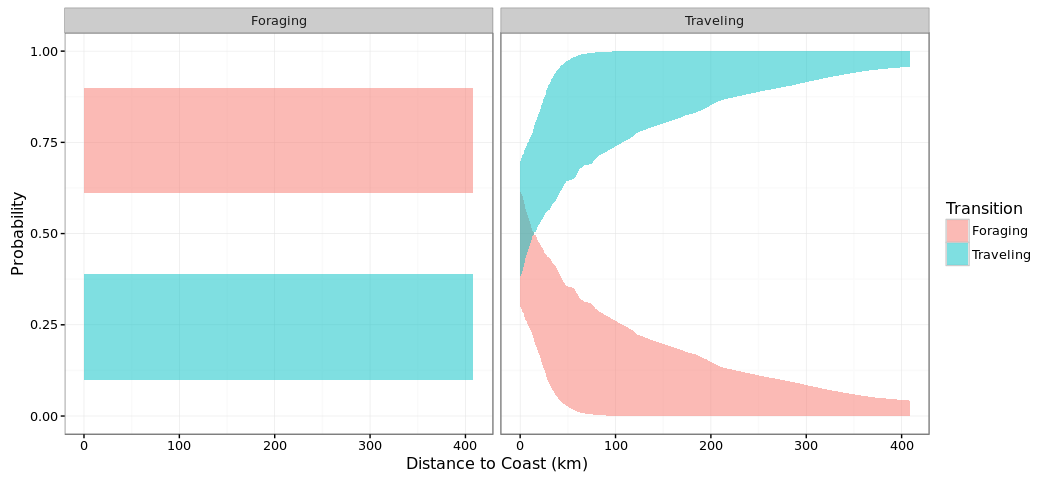 Foraging
Traveling
Probability
1.00
0.75
0.50
0.25
0.00
0 100 200 300 400
0 100 200 300 400
Distance to Coast (km)
Transition
Foraging
Traveling